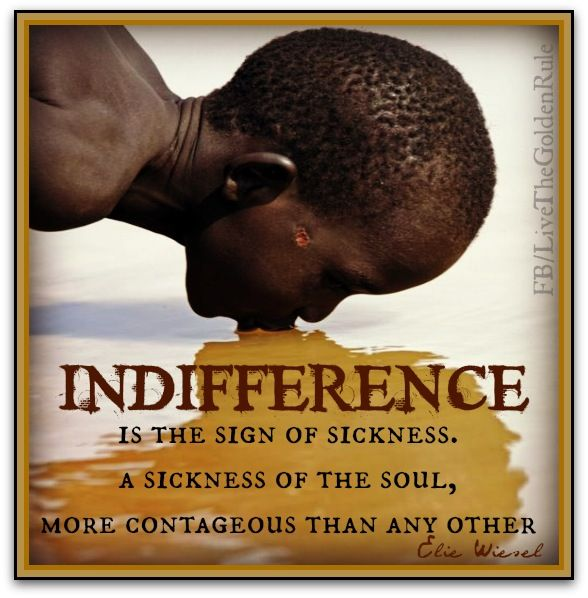 FB/LiveTheGoldenRule
INDIFFERENCE
IS THE SIGN OF SICKNESS.
A SICKNESS OF THE SOUL,
MORE CONTAGEOUS THAN ANY OTHER
Elie Wiesel